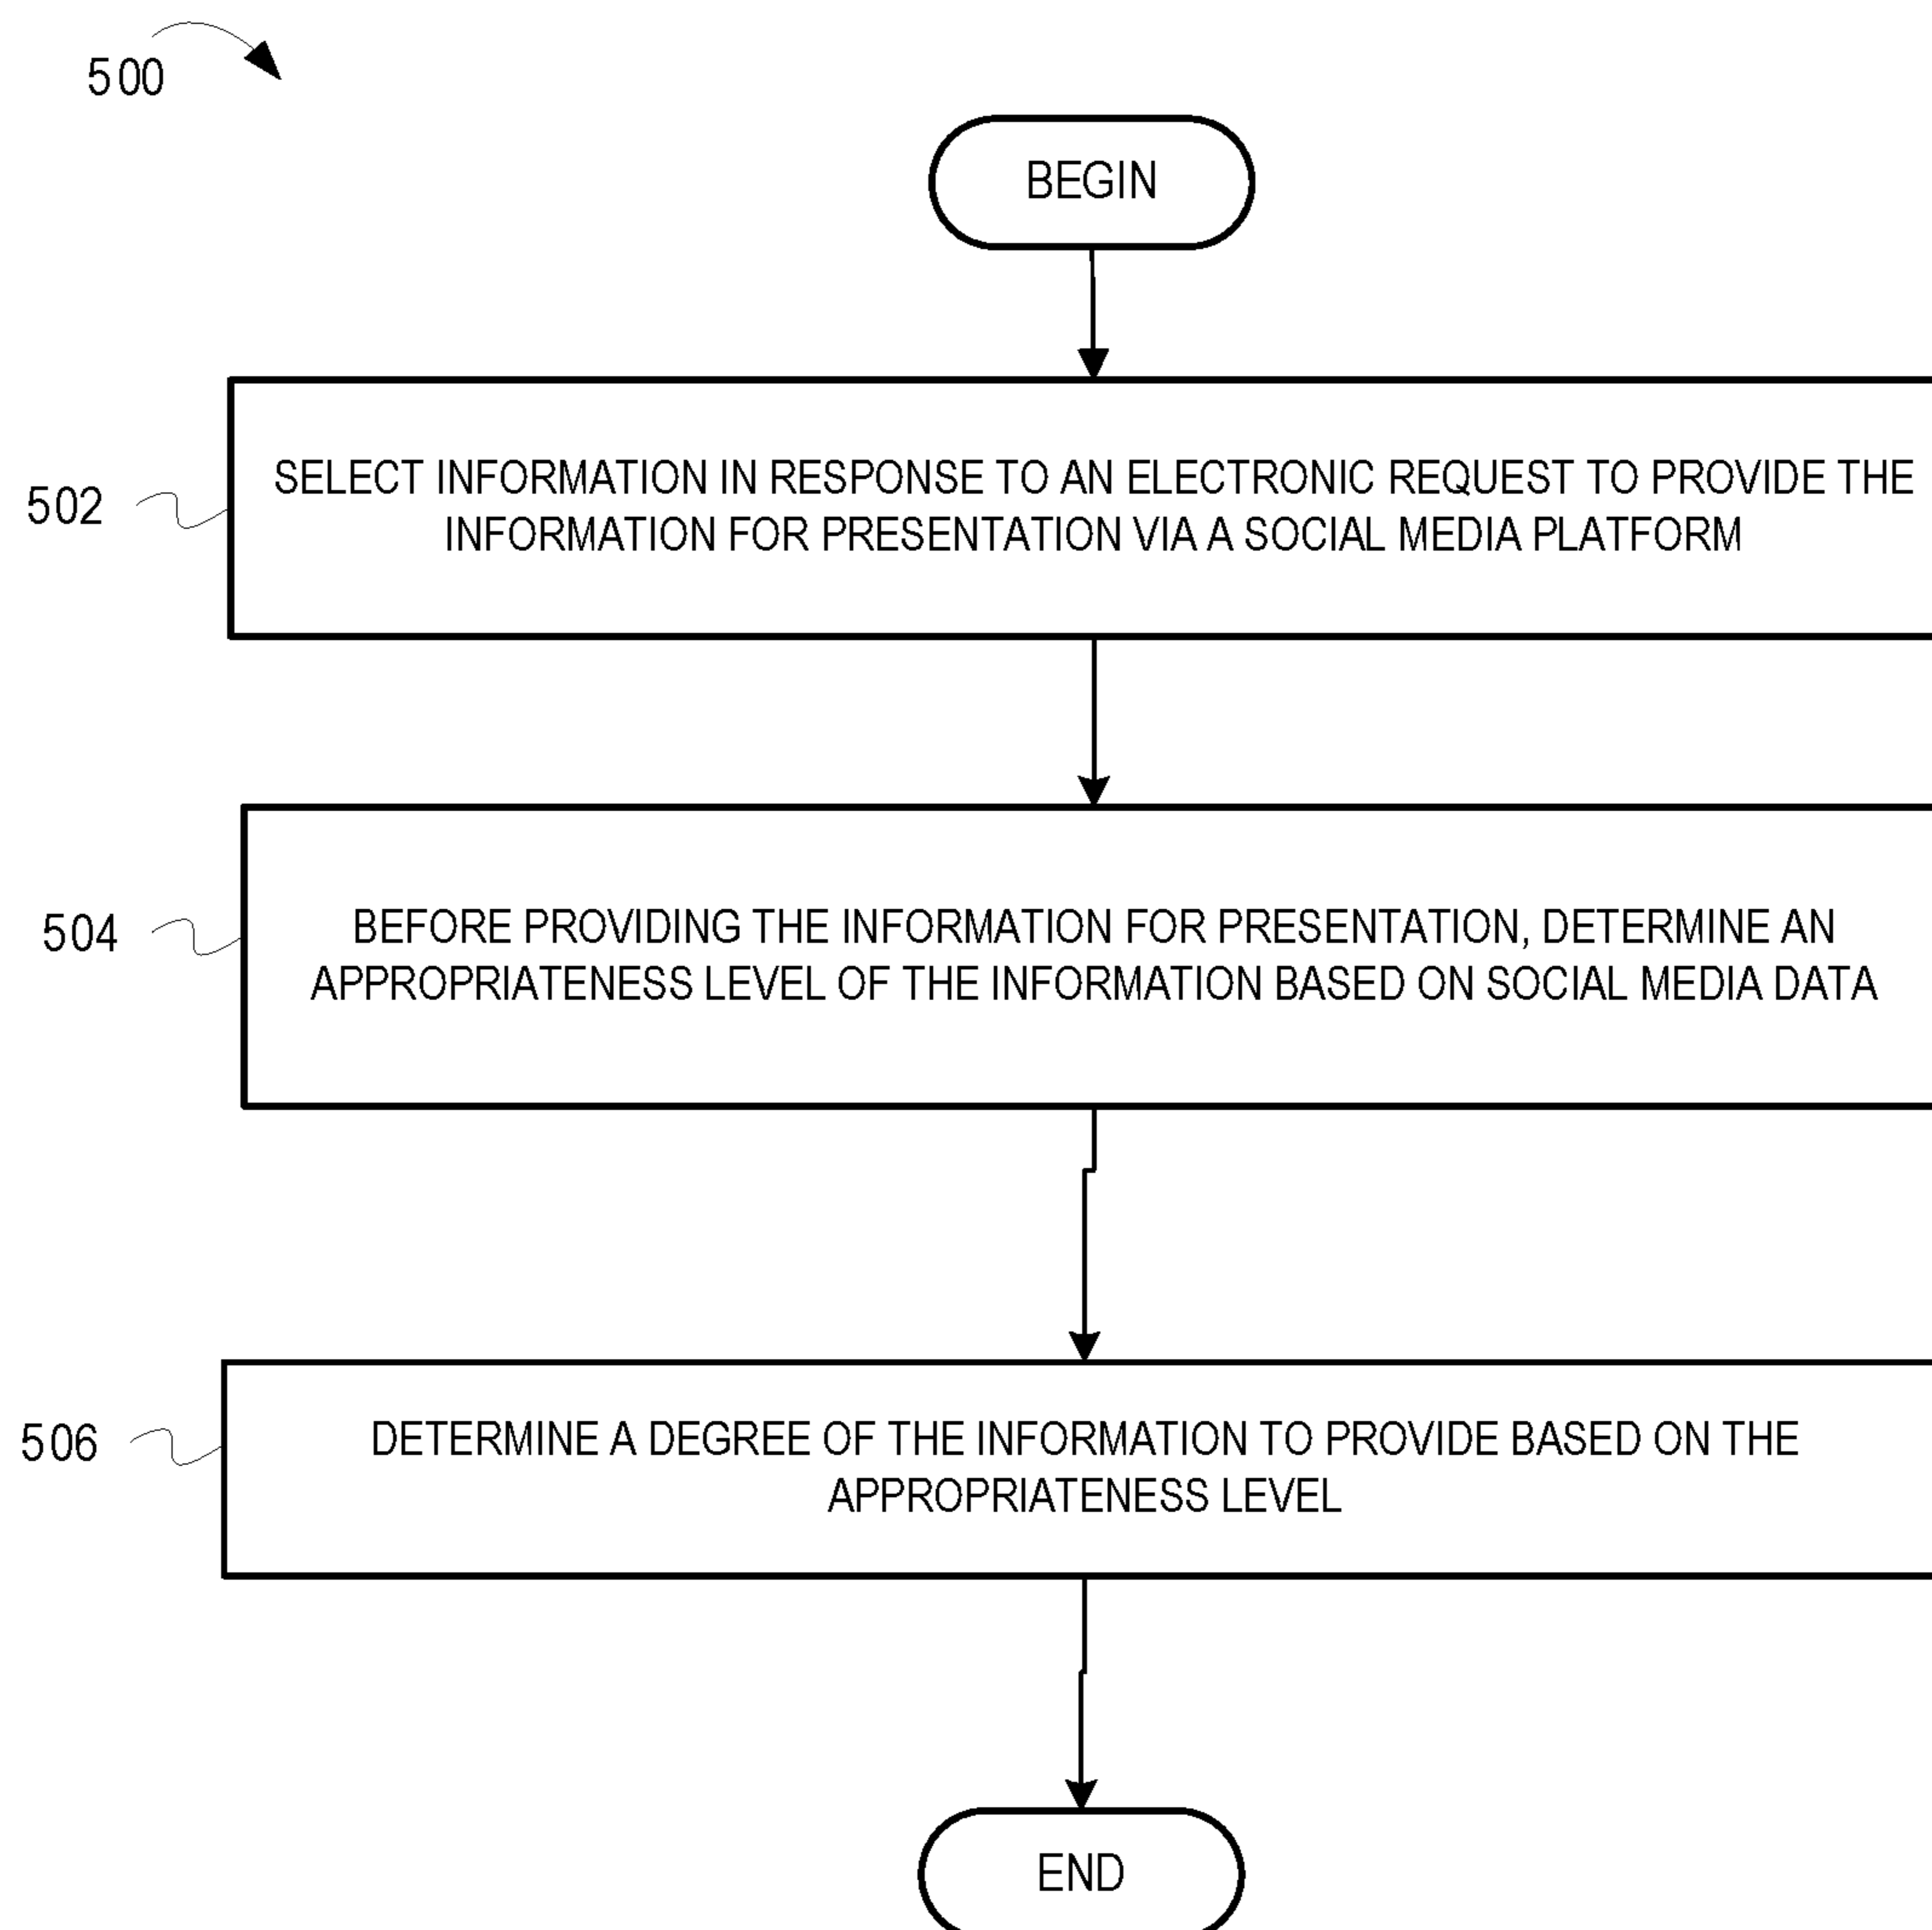 500
BEGIN
502
SELECT INFORMATION IN RESPONSE TO AN ELECTRONIC REQUEST TO PROVIDE THE
INFORMATION FOR PRESENTATION VIA A SOCIAL MEDIA PLATFORM
504
BEFORE PROVIDING THE INFORMATION FOR PRESENTATION, DETERMINE AN
APPROPRIATENESS LEVEL OF THE INFORMATION BASED ON SOCIAL MEDIA DATA
506
DETERMINE A DEGREE OF THE INFORMATION TO PROVIDE BASED ON THE
APPROPRIATENESS LEVEL
END